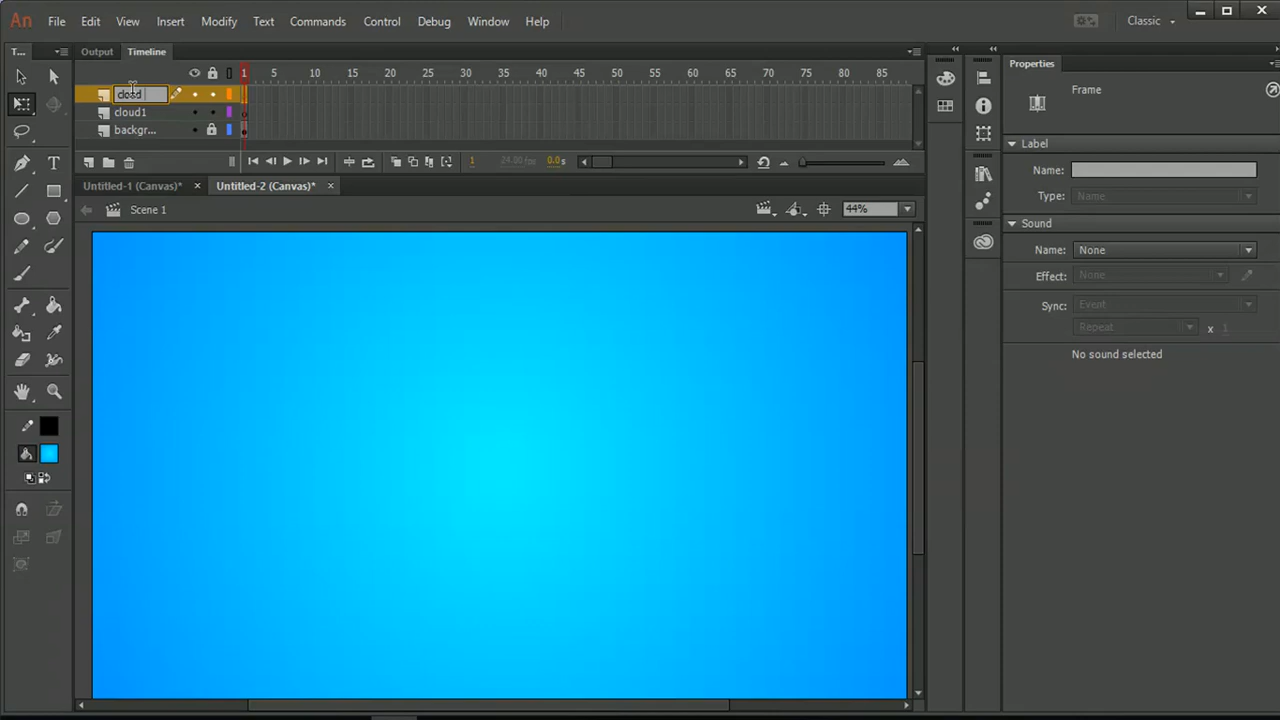 An File Edit View Insert Modify Text Commands Control Debug Window Help Classic
T... Output Timeline Properties
1 5 10 15 20 25 30 35 40 45 50 55 60 65 70 75 80 85
Frame
cloud
cloud1
backgr...
Label
1 24.00 fps 0.0s
Name:
Untitled-1 (Canvas)* × Untitled-2 (Canvas)* ×
Type: Name
Scene 1 44%
Sound
Name: None
Effect: None
Sync: Event
Repeat x 1
No sound selected